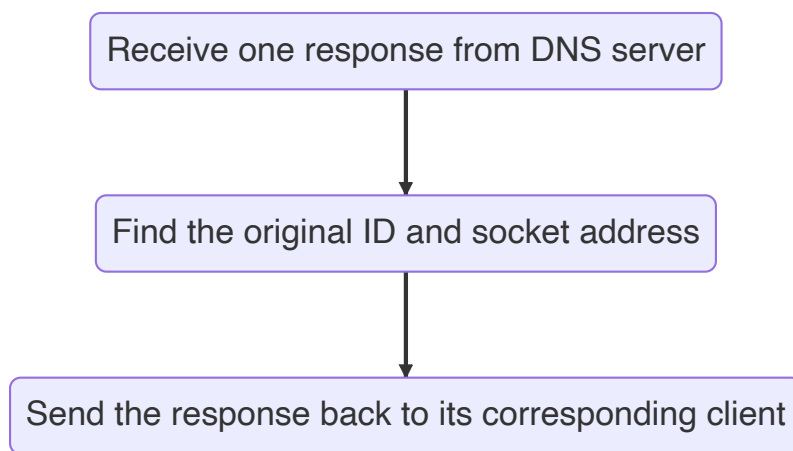 Receive one response from DNS server
Find the original ID and socket address
Send the response back to its corresponding client